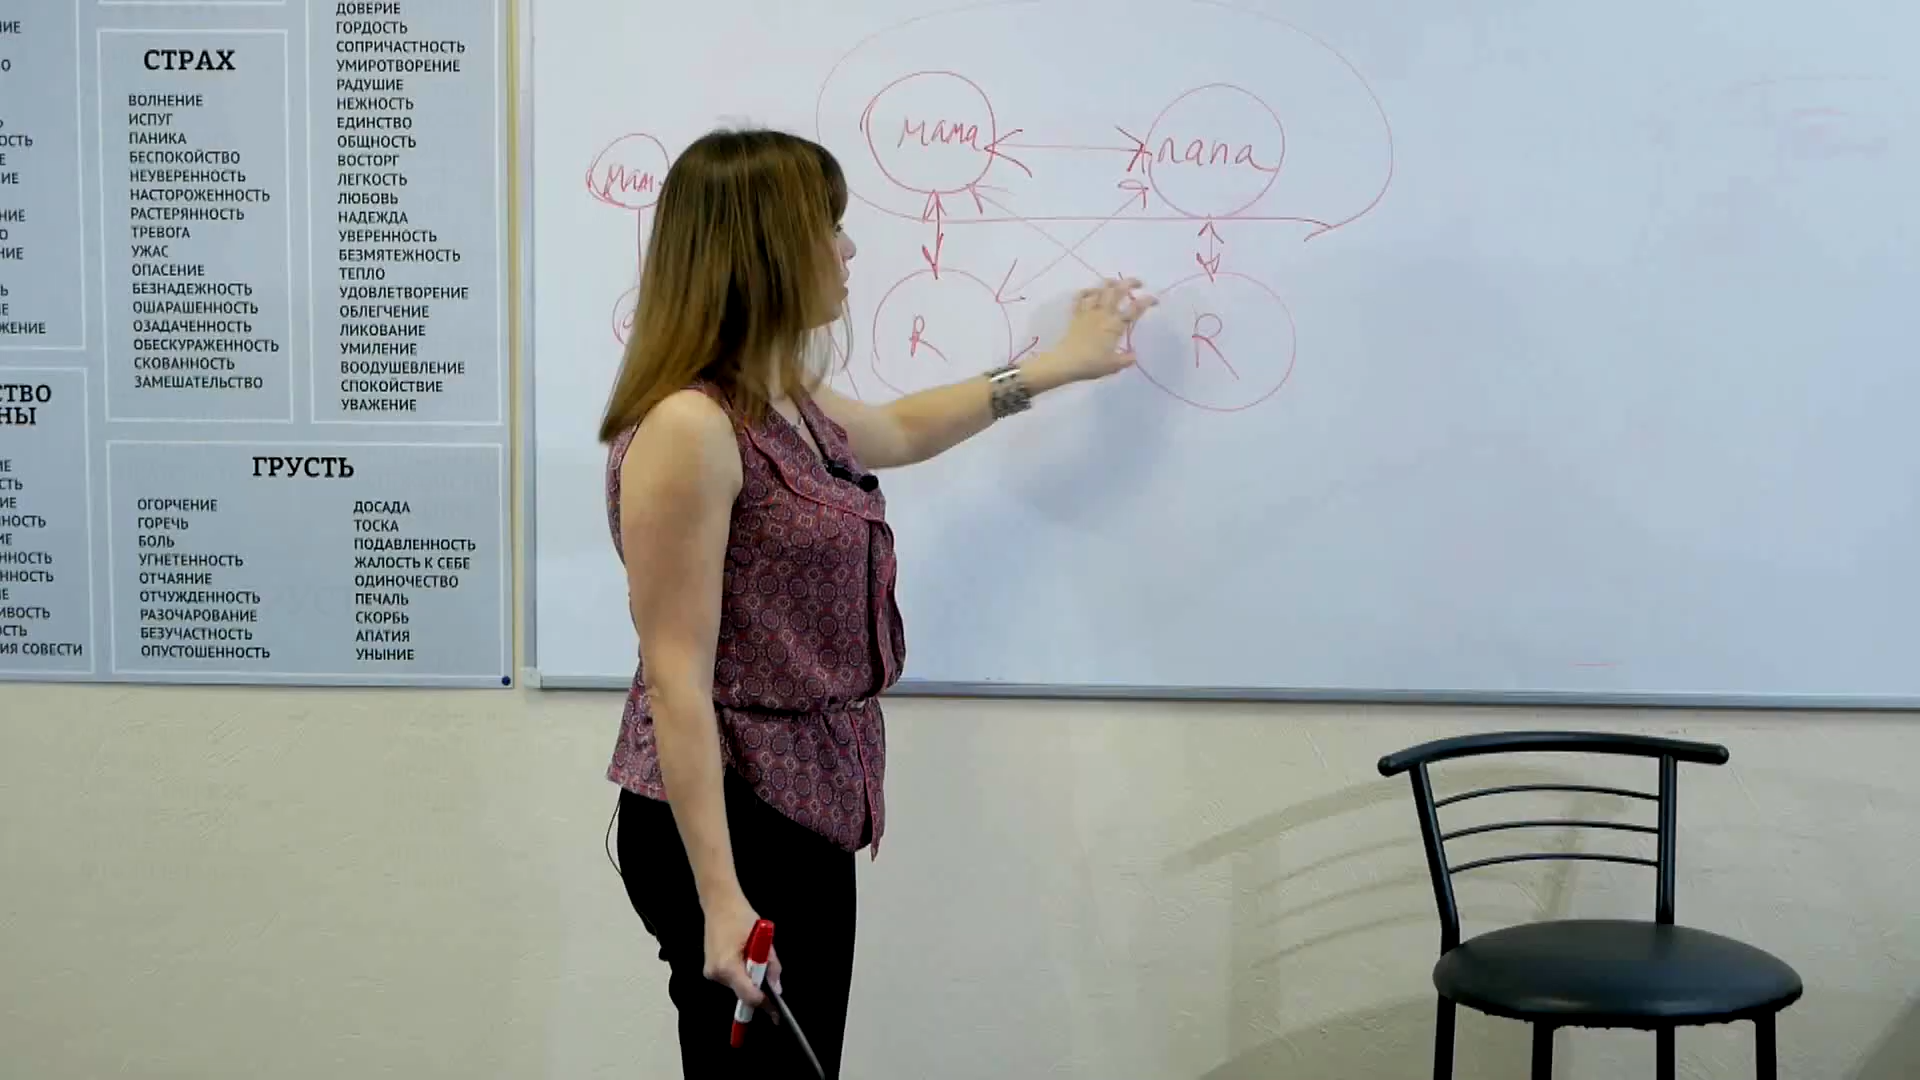 ДОВЕРИЕ
ГОРДОСТЬ
СОПРИЧАСТНОСТЬ
УМИРОТВОРЕНИЕ
РАДУШИЕ
НЕЖНОСТЬ
ЕДИНСТВО
ОБЩНОСТЬ
ВОСТОРГ
ЛЕГКОСТЬ
ЛЮБОВЬ
НАДЕЖДА
УВЕРЕННОСТЬ
БЕЗМЯТЕЖНОСТЬ
ТЕПЛО
УДОВЛЕТВОРЕНИЕ
ОБЛЕГЧЕНИЕ
ЛИКОВАНИЕ
УМИЛЕНИЕ
ВООДУШЕВЛЕНИЕ
СПОКОЙСТВИЕ
УВАЖЕНИЕ
СТРАХ
ВОЛНЕНИЕ
ИСПУГ
ПАНИКА
БЕСПОКОЙСТВО
НЕУВЕРЕННОСТЬ
НАСТОРОЖЕННОСТЬ
РАСТЕРЯННОСТЬ
ТРЕВОГА
УЖАС
ОПАСЕНИЕ
БЕЗНАДЕЖНОСТЬ
ОШАРАШЕННОСТЬ
ОЗАДАЧЕННОСТЬ
ОБЕСКУРАЖЕННОСТЬ
СКОВАННОСТЬ
ЗАМЕШАТЕЛЬСТВО
ГРУСТЬ
ОГОРЧЕНИЕ
ГОРЕЧЬ
БОЛЬ
УГНЕТЕННОСТЬ
ОТЧАЯНИЕ
ОТЧУЖДЕННОСТЬ
РАЗОЧАРОВАНИЕ
БЕЗУЧАСТНОСТЬ
ОПУСТОШЕННОСТЬ
ДОСАДА
ТОСКА
ПОДАВЛЕННОСТЬ
ЖАЛОСТЬ К СЕБЕ
ОДИНОЧЕСТВО
ПЕЧАЛЬ
СКОРБЬ
АПАТИЯ
УНЫНИЕ
мам
мама
папа
R
R